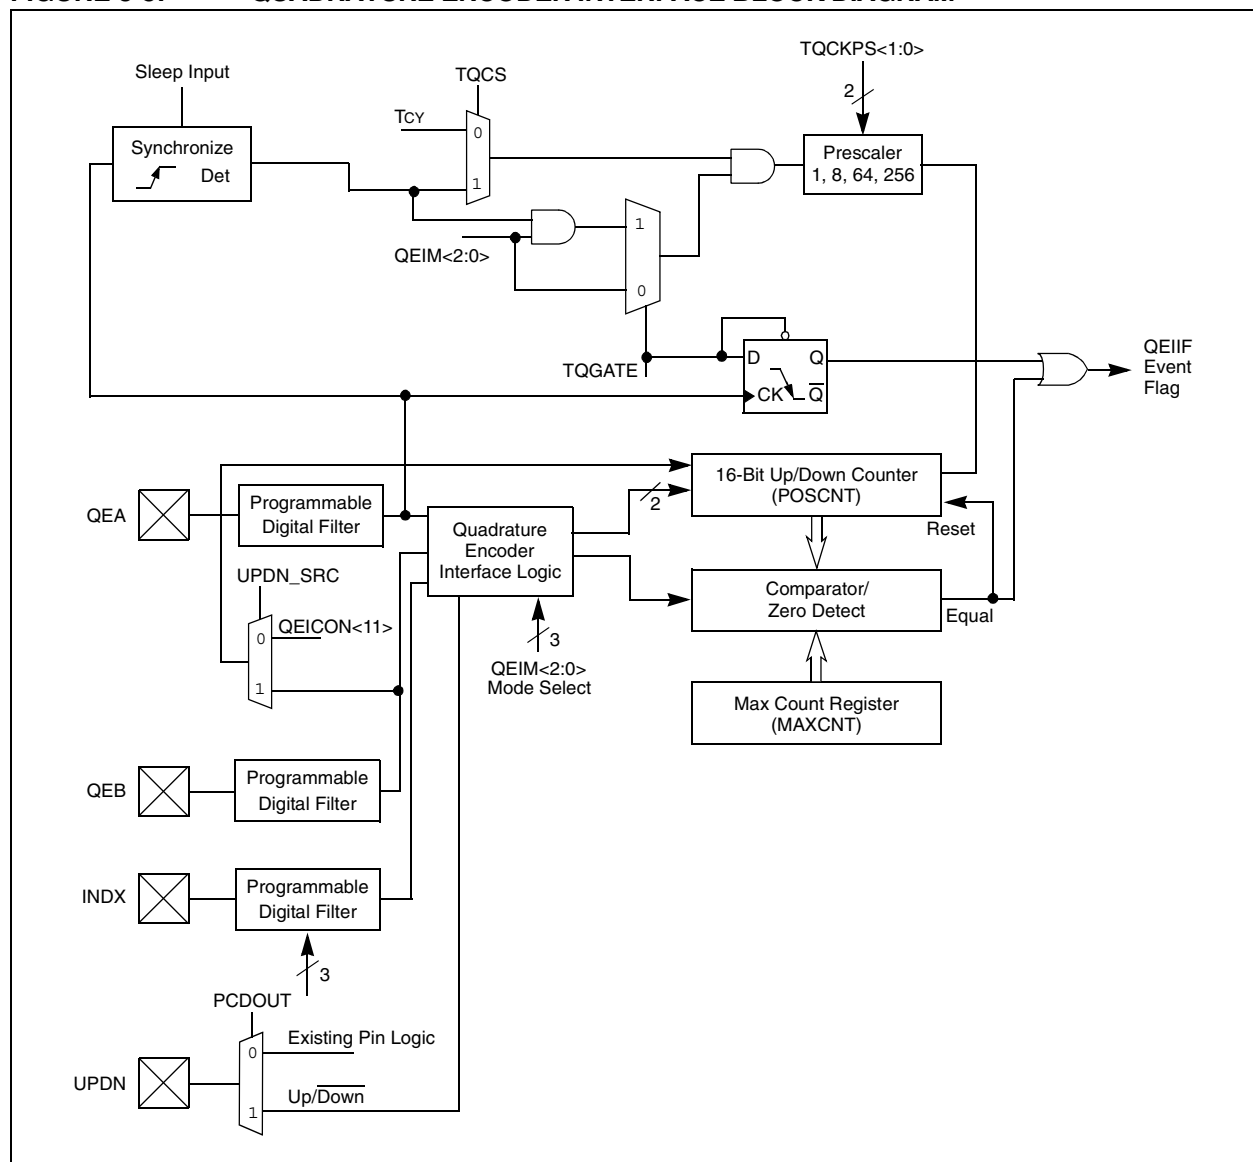 TQCKPS<1:0>
Sleep Input
TQCS
2
TCY
0
Synchronize
Det
Prescaler
1, 8, 64, 256
1
1
QEIM<2:0>
0
D
Q
TQGATE
CK
Q
QEIIF
Event
Flag
16-Bit Up/Down Counter
(POSCNT)
QEA
Programmable
Digital Filter
2
Quadrature
Encoder
Interface Logic
Reset
UPDN_SRC
Comparator/
Zero Detect
0
QEICON<11>
Equal
3
QEIM<2:0>
Mode Select
1
Max Count Register
(MAXCNT)
QEB
Programmable
Digital Filter
INDX
Programmable
Digital Filter
3
PCDOUT
0
Existing Pin Logic
UPDN
Up/Down
1